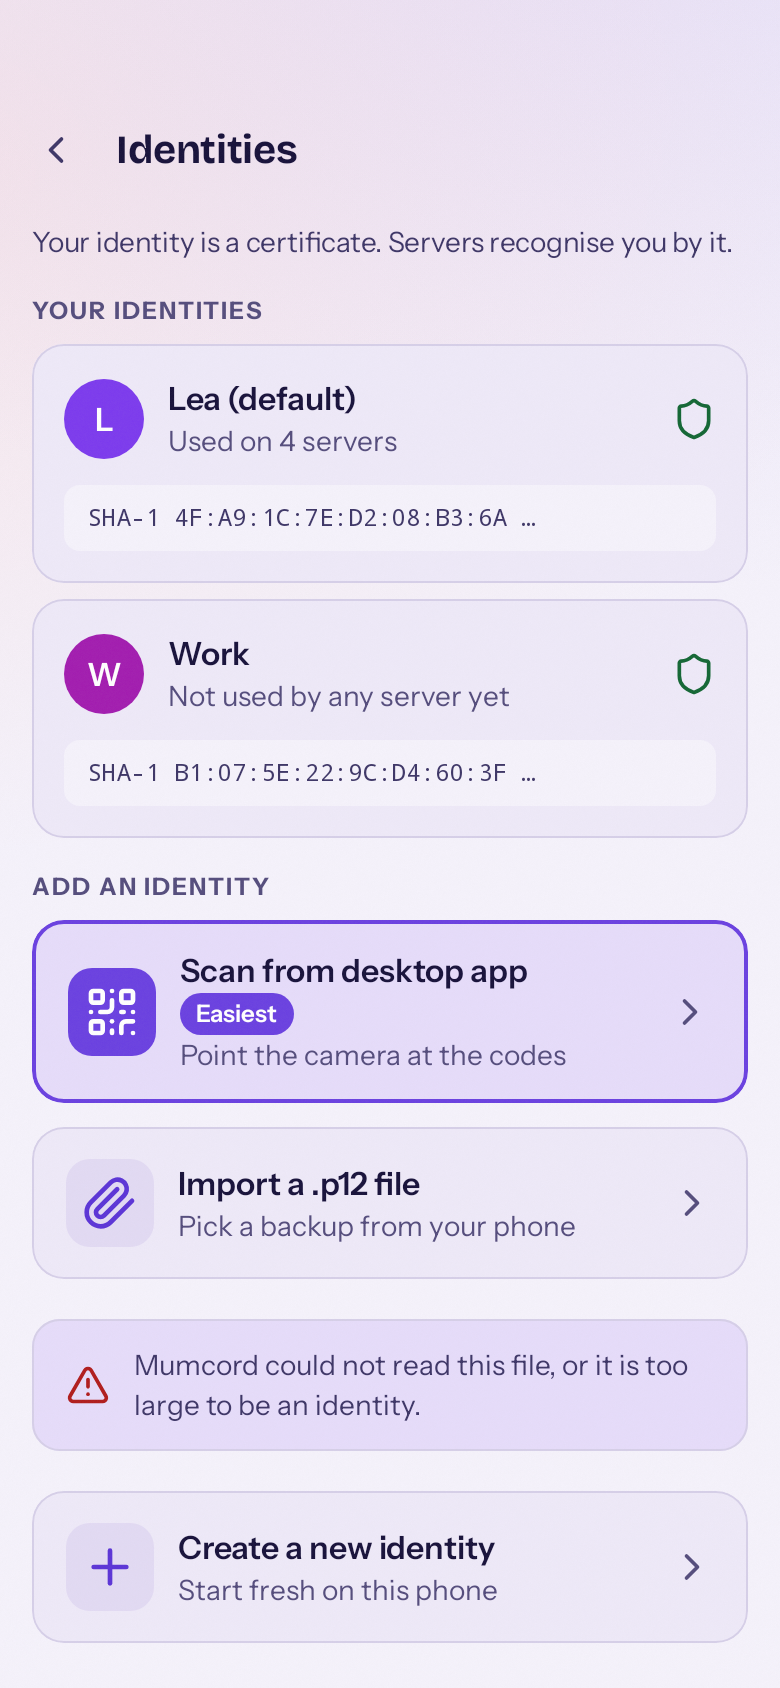 Identities
Your identity is a certificate. Servers recognise you by it.
YOUR IDENTITIES
L
Lea (default)
Used on 4 servers
SHA-1 4F:A9:1C:7E:D2:08:B3:6A …
W
Work
Not used by any server yet
SHA-1 B1:07:5E:22:9C:D4:60:3F …
ADD AN IDENTITY
Scan from desktop app
Easiest
Point the camera at the codes
Import a .p12 file
Pick a backup from your phone
Mumcord could not read this file, or it is too
large to be an identity.
Create a new identity
Start fresh on this phone